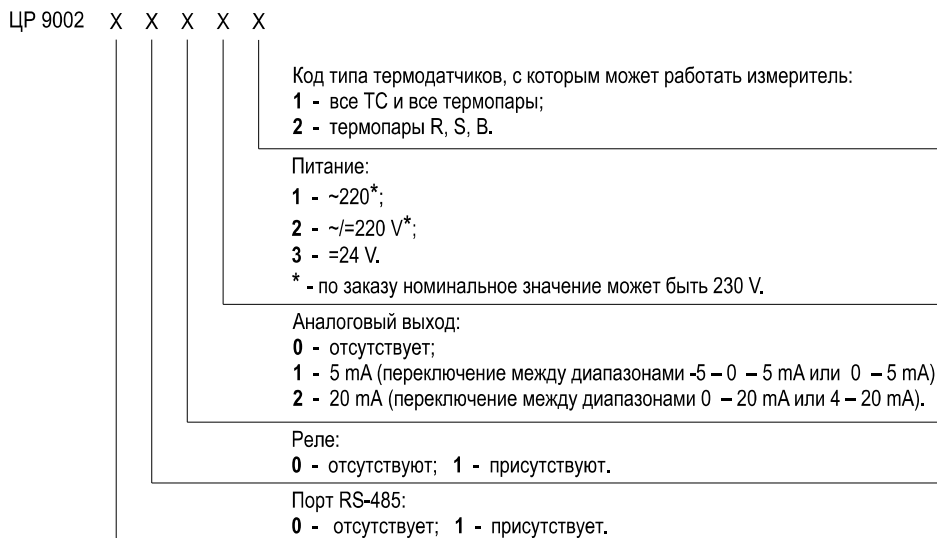 ЦР 9002 X X X X X
Код типа термодатчиков, с которым может работать измеритель:
1 - все ТС и все термопары;
2 - термопары R, S, B.
Питание:
1 - ~220*;
2 - ~/=220 V*;
3 - =24 V.
* - по заказу номинальное значение может быть 230 V.
Аналоговый выход:
0 - отсутствует;
1 - 5 mA (переключение между диапазонами -5 – 0 – 5 mA или 0 – 5 mA)
2 - 20 mA (переключение между диапазонами 0 – 20 mA или 4 – 20 mA).
Реле:
0 - отсутствуют; 1 - присутствуют.
Порт RS-485:
0 - отсутствует; 1 - присутствует.